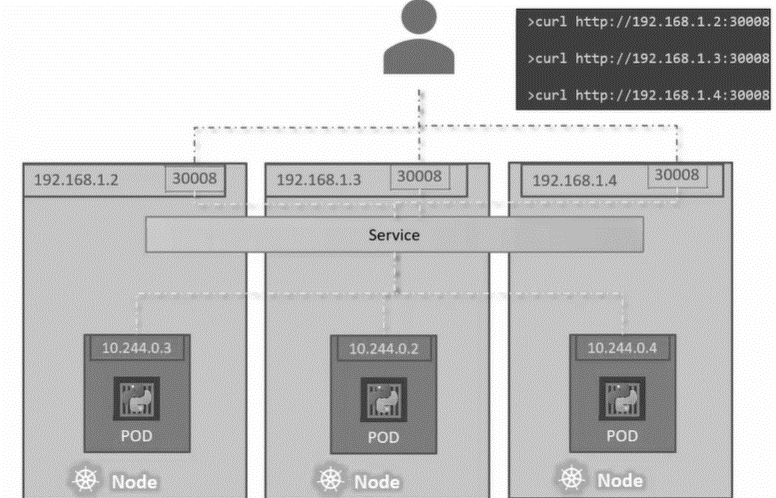 >curl http://192.168.1.2:30008
>curl http://192.168.1.3:30008
>curl http://192.168.1.4:30008
192.168.1.2
30008
192.168.1.3
30008
192.168.1.4
30008
Service
10.244.0.3
10.244.0.2
10.244.0.4
POD
POD
POD
Node
Node
Node